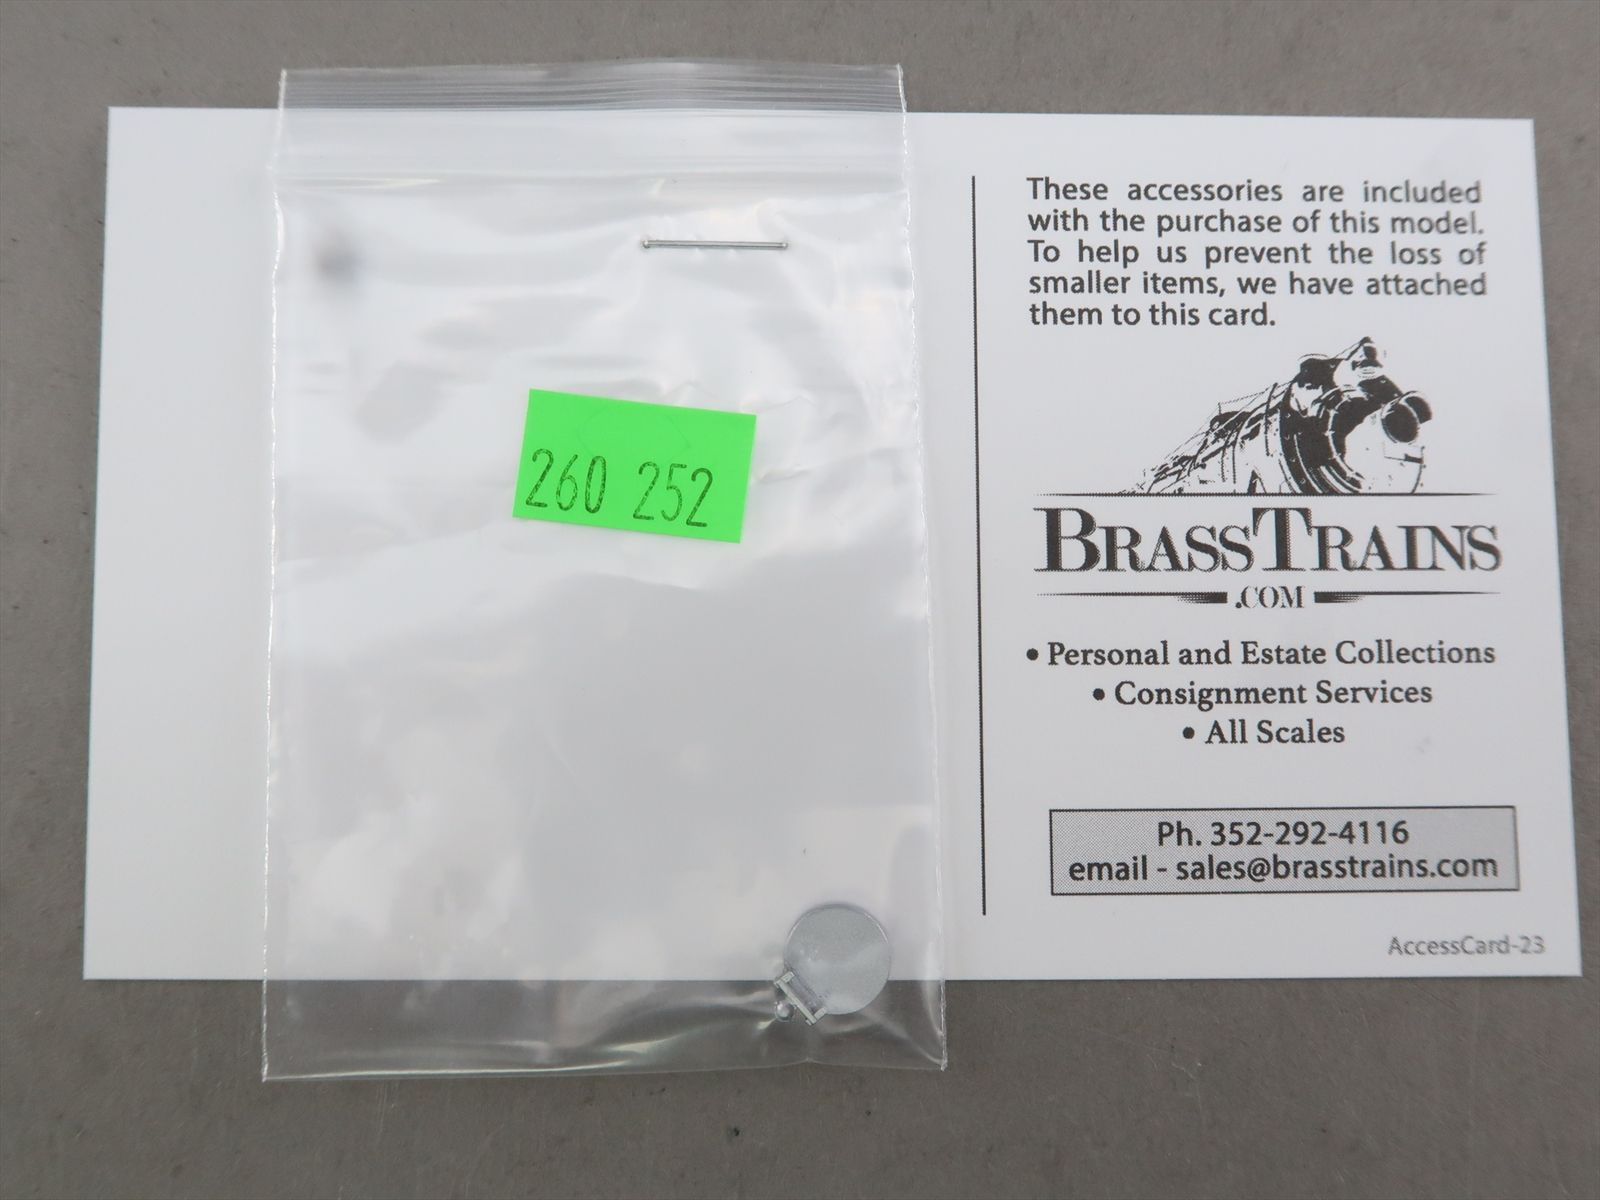 260 252
These accessories are included
with the purchase of this model.
To help us prevent the loss of
smaller items, we have attached
them to this card.
BRASSTRAINS
.COM
• Personal and Estate Collections
• Consignment Services
• All Scales
Ph. 352-292-4116
email - sales@brasstrains.com
AccessCard-23